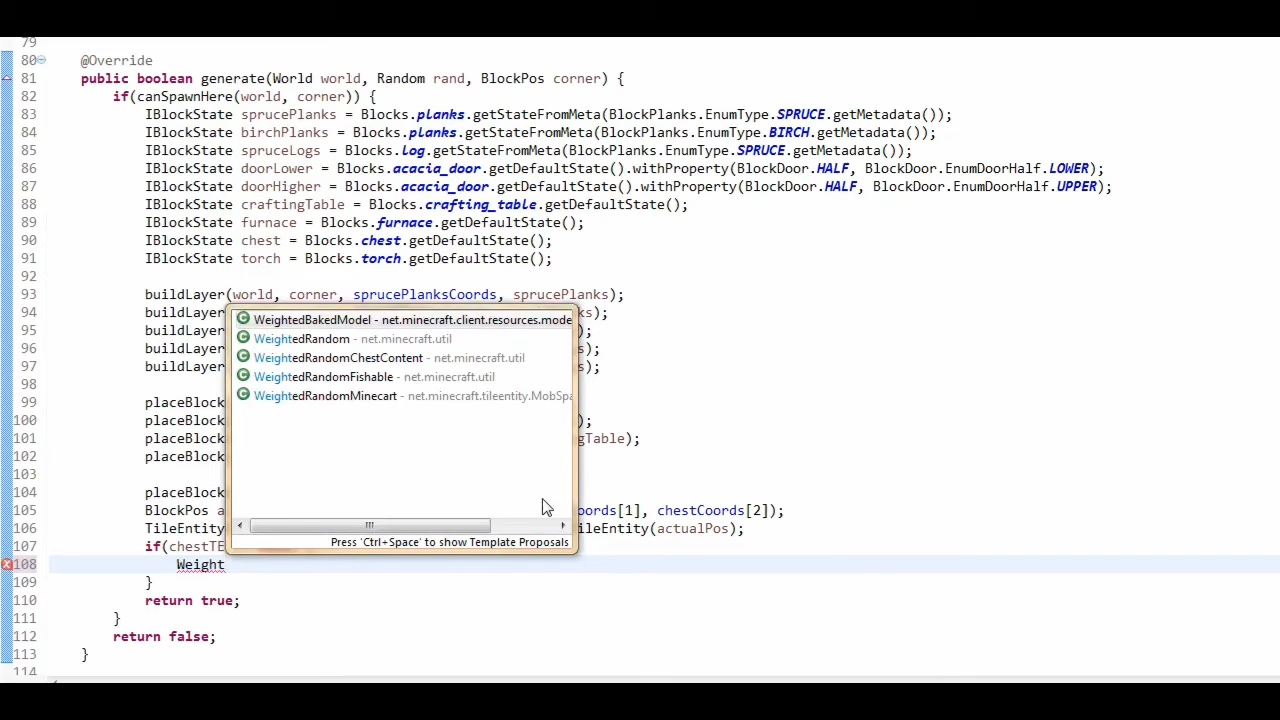 79
80 @Override
81 public boolean generate(World world, Random rand, BlockPos corner) {
82 if(canSpawnHere(world, corner)) {
83 IBlockState sprucePlanks = Blocks.planks.getStateFromMeta(BlockPlanks.EnumType.SPRUCE.getMetadata());
84 IBlockState birchPlanks = Blocks.planks.getStateFromMeta(BlockPlanks.EnumType.BIRCH.getMetadata());
85 IBlockState spruceLogs = Blocks.log.getStateFromMeta(BlockPlanks.EnumType.SPRUCE.getMetadata());
86 IBlockState doorLower = Blocks.acacia_door.getDefaultState().withProperty(BlockDoor.HALF, BlockDoor.EnumDoorHalf.LOWER);
87 IBlockState doorHigher = Blocks.acacia_door.getDefaultState().withProperty(BlockDoor.HALF, BlockDoor.EnumDoorHalf.UPPER);
88 IBlockState craftingTable = Blocks.crafting_table.getDefaultState();
89 IBlockState furnace = Blocks.furnace.getDefaultState();
90 IBlockState chest = Blocks.chest.getDefaultState();
91 IBlockState torch = Blocks.torch.getDefaultState();
92
93 buildLayer(world, corner, sprucePlanksCoords, sprucePlanks);
94 buildLayer ks);
95 buildLayer );
96 buildLayer s);
97 buildLayer s);
98
99 placeBlock
100 placeBlock );
101 placeBlock gTable);
102 placeBlock
103
104 placeBlock
105 BlockPos a oords[1], chestCoords[2]);
106 TileEntity ileEntity(actualPos);
107 if(chestTE
108 Weight
109 }
110 return true;
111 }
112 return false;
113 }
114
WeightedBakedModel - net.minecraft.client.resources.mode
WeightedRandom - net.minecraft.util
WeightedRandomChestContent - net.minecraft.util
WeightedRandomFishable - net.minecraft.util
WeightedRandomMinecart - net.minecraft.tileentity.MobSpa
Press 'Ctrl+Space' to show Template Proposals